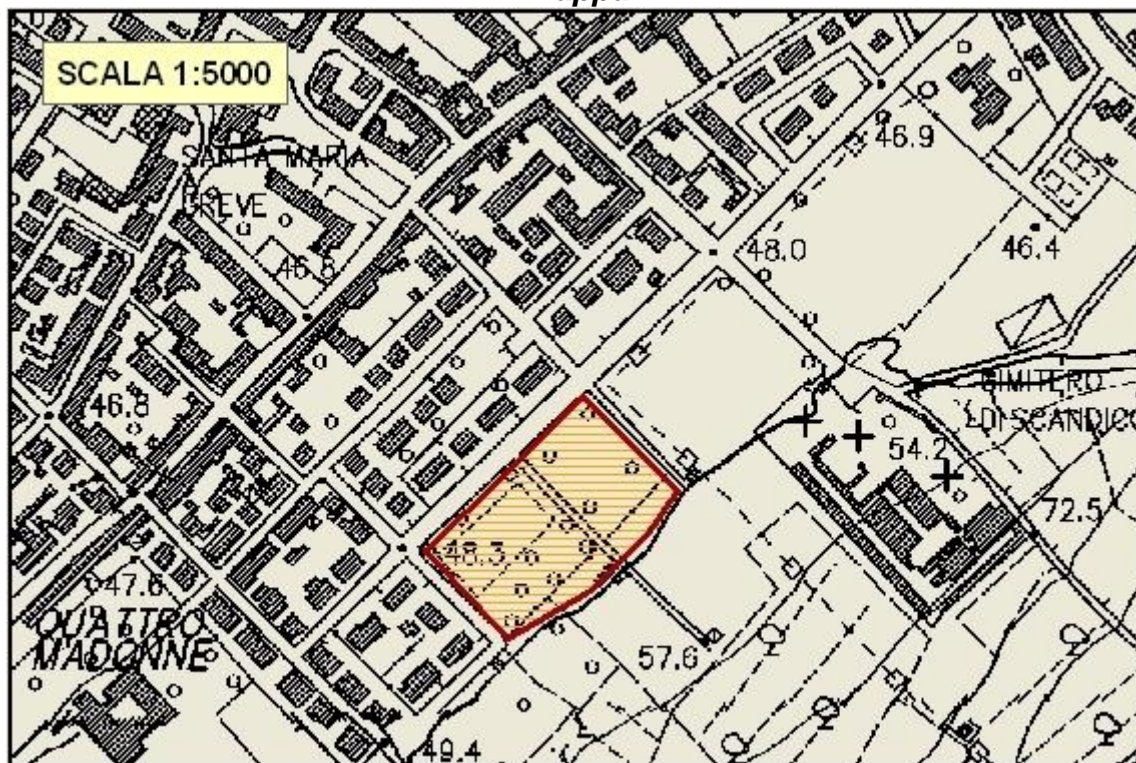 SCALA 1:5000
46.9
SANTA MARIA
A
GREVE
48.0
46.4
46.8
CIMITERO
DI SCANDICCI
46.8
54.2
72.5
48.3
47.6
QUATTRO
MADONNE
57.6
49.4